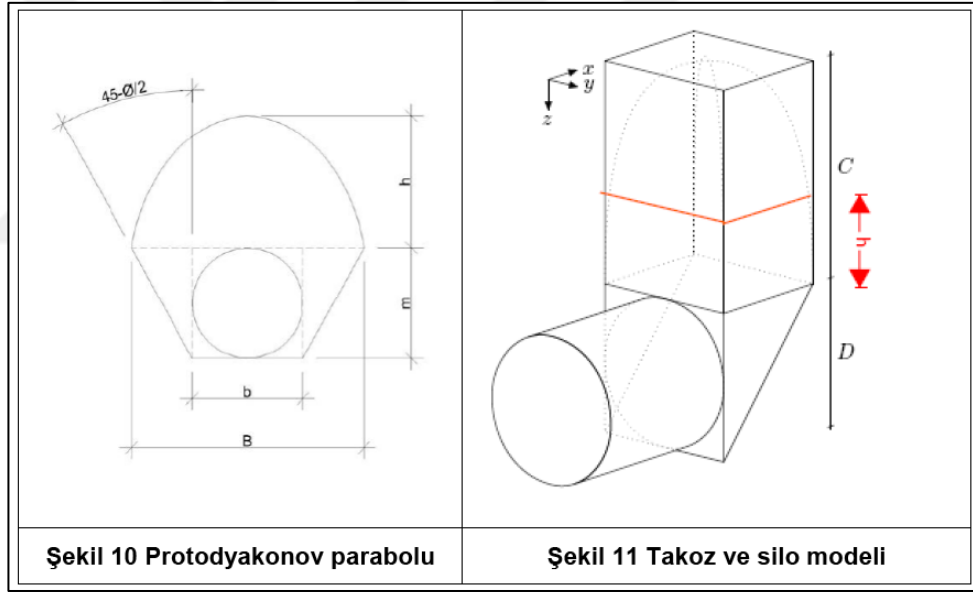 45-Ø/2
h
m
b
B
x
y
z
C
h
D
Şekil 10 Protodyakonov parabolu
Şekil 11 Takoz ve silo modeli